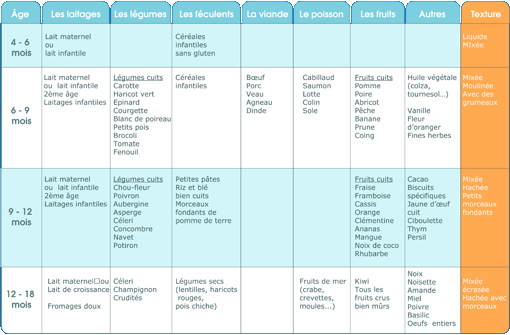 Âge Les laitages Les légumes Les féculents La viande Le poisson Les fruits Autres Texture
4 - 6
mois
Lait maternel
ou
lait infantile
Céréales
infantiles
sans gluten
Liquide
Mixée
6 - 9
mois
Lait maternel
ou lait infantile
2ème âge
Laitages infantiles
Légumes cuits
Carotte
Haricot vert
Epinard
Courgette
Blanc de poireau
Petits pois
Brocoli
Tomate
Fenouil
Céréales
infantiles
Bœuf
Porc
Veau
Agneau
Dinde
Cabillaud
Saumon
Lotte
Colin
Sole
Fruits cuits
Pomme
Poire
Abricot
Pêche
Banane
Prune
Coing
Huile végétale
(colza,
tournesol...)
Vanille
Fleur
d'oranger
Fines herbes
Mixée
Moulinée
Avec des
grumeaux
9 - 12
mois
Lait maternel
ou lait infantile
2ème âge
Laitages infantiles
Légumes cuits
Chou-fleur
Poivron
Aubergine
Asperge
Céleri
Concombre
Navet
Potiron
Petites pâtes
Riz et blé
bien cuits
Morceaux
fondants de
pomme de terre
Fruits cuits
Fraise
Framboise
Cassis
Orange
Clémentine
Ananas
Mangue
Noix de coco
Rhubarbe
Cacao
Biscuits
spécifiques
Jaune d'œuf
cuit
Ciboulette
Thym
Persil
Mixée
Hachée
Petits
morceaux
fondants
12 - 18
mois
Lait maternel□ou
Lait de croissance
Fromages doux
Céleri
Champignon
Crudités
Légumes secs
(lentilles, haricots
rouges,
pois chiche)
Fruits de mer
(crabe,
crevettes,
moules...)
Kiwi
Tous les
fruits crus
bien mûrs
Noix
Noisette
Amande
Miel
Poivre
Basilic
Oeufs entiers
Mixée
écrasée
Hachée avec
morceaux